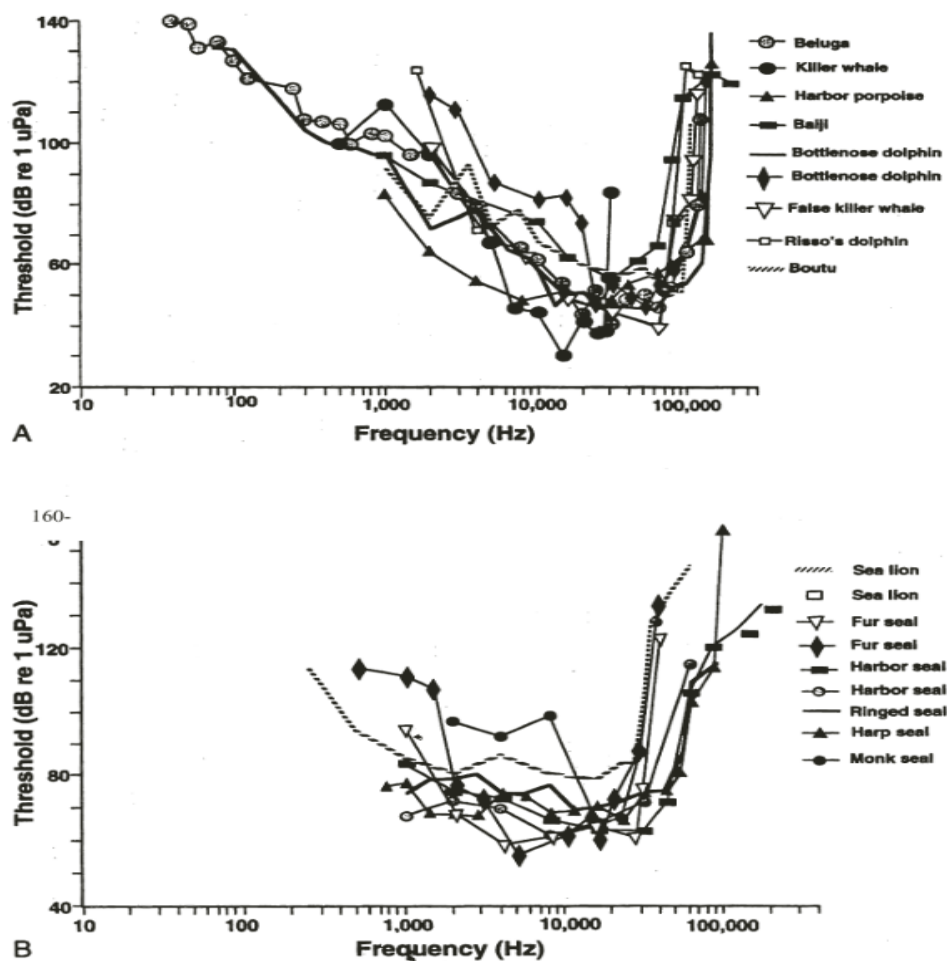 140
100
60
20
Threshold (dB re 1 uPa)
10
100
1,000
10,000
100,000
Frequency (Hz)
A
Beluga
Killer whale
Harbor porpoise
Baiji
Bottlenose dolphin
Bottlenose dolphin
False killer whale
Risso's dolphin
Boutu
160-
120
80
40
Threshold (dB re 1 uPa)
10
100
1,000
10,000
100,000
Frequency (Hz)
B
Sea lion
Sea lion
Fur seal
Fur seal
Harbor seal
Harbor seal
Ringed seal
Harp seal
Monk seal